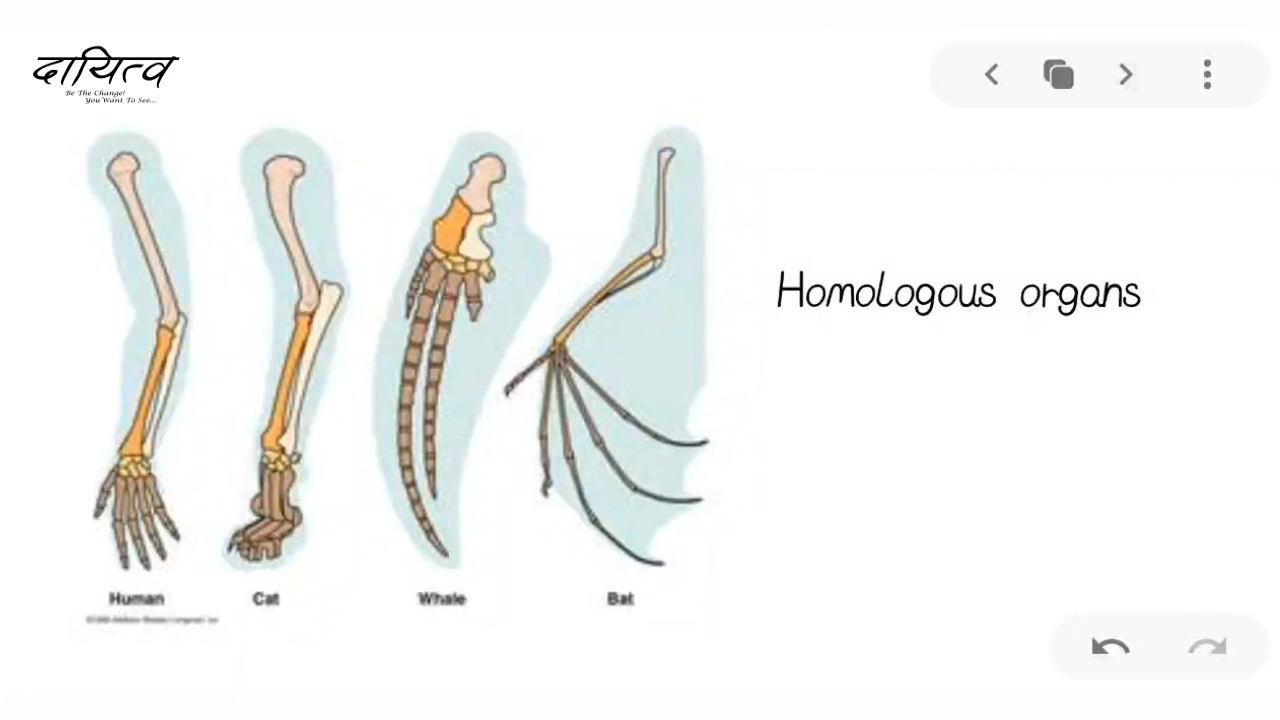 दायित्व
Be The Change!
You Want To See...
Homologous organs
Human
Cat
Whale
Bat